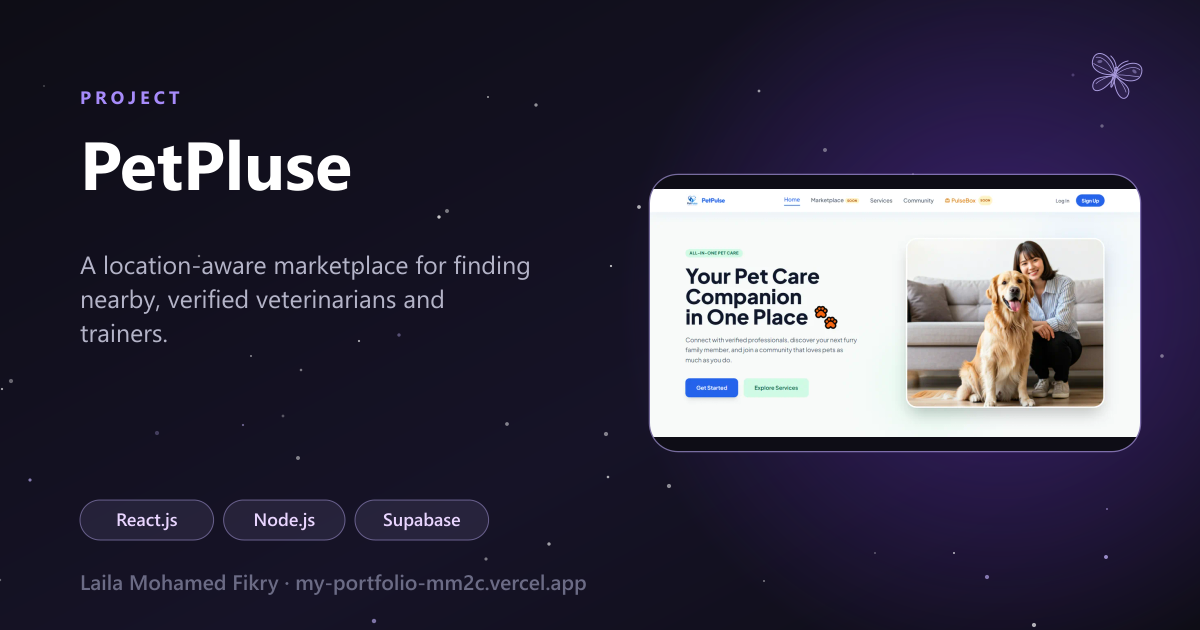 PROJECT
PetPluse
A location-aware marketplace for finding
nearby, verified veterinarians and
trainers.
React.js
Node.js
Supabase
Laila Mohamed Fikry · my-portfolio-mm2c.vercel.app
PetPulse
Home
Marketplace SOON
Services
Community
PulseBox SOON
Log in
Sign Up
ALL-IN-ONE PET CARE
Your Pet Care
Companion
in One Place
Connect with verified professionals, discover your next furry
family member, and join a community that loves pets as
much as you do.
Get Started
Explore Services